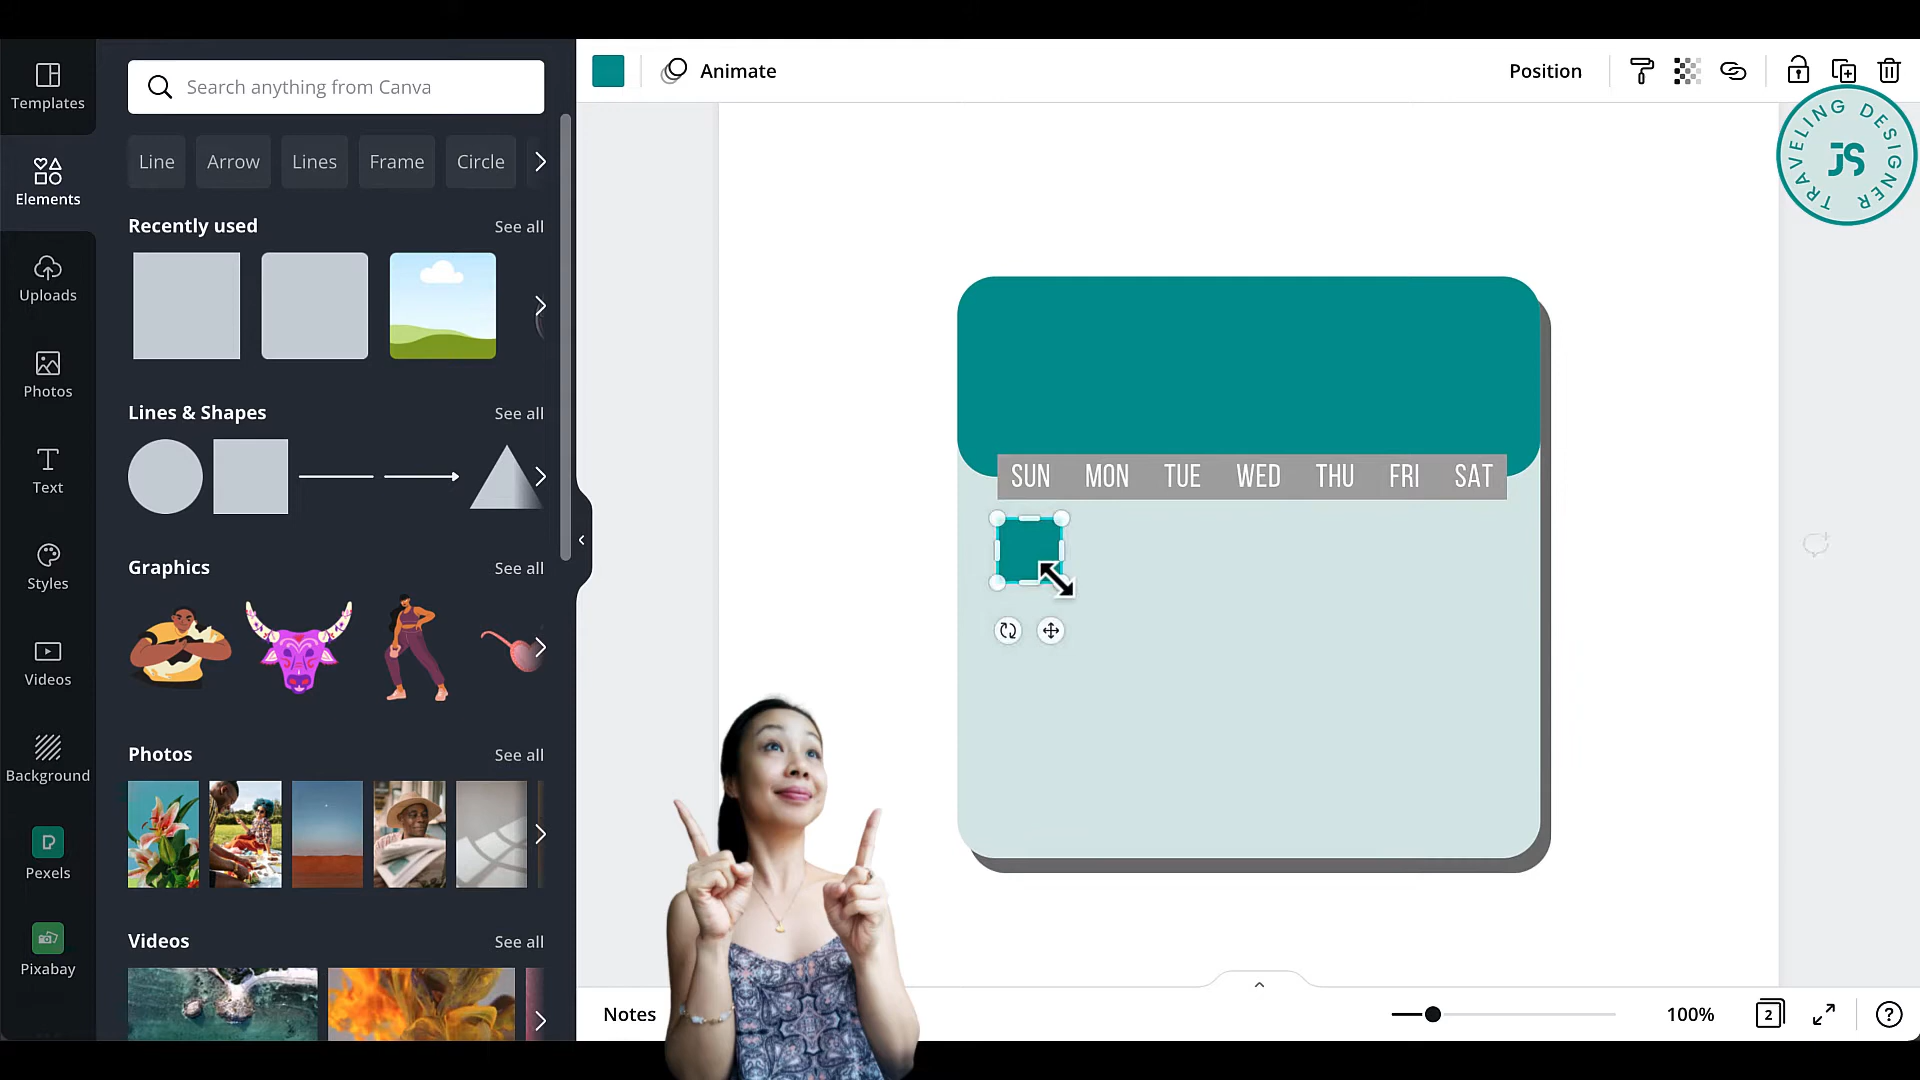 Templates
Elements
Uploads
Photos
Text
Styles
Videos
Background
Pexels
Pixabay
Search anything from Canva
Line Arrow Lines Frame Circle
Recently used See all
Lines & Shapes See all
Graphics See all
Photos See all
Videos See all
Animate
Position
TRAVELING DESIGNER
JS
SUN MON TUE WED THU FRI SAT
Notes
100%
2
?